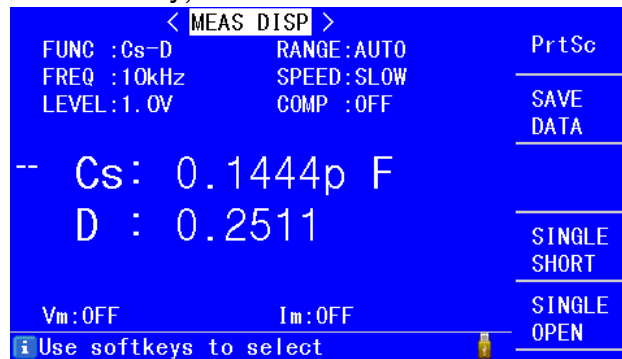 < MEAS DISP >
FUNC :Cs-D RANGE:AUTO
FREQ :10kHz SPEED:SLOW
LEVEL:1.0V COMP :OFF
-- Cs: 0.1444p F
D : 0.2511
Vm:OFF Im:OFF
Use softkeys to select
PrtSc
SAVE
DATA
SINGLE
SHORT
SINGLE
OPEN